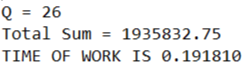 Q = 26
Total Sum = 1935832.75
TIME OF WORK IS 0.191810